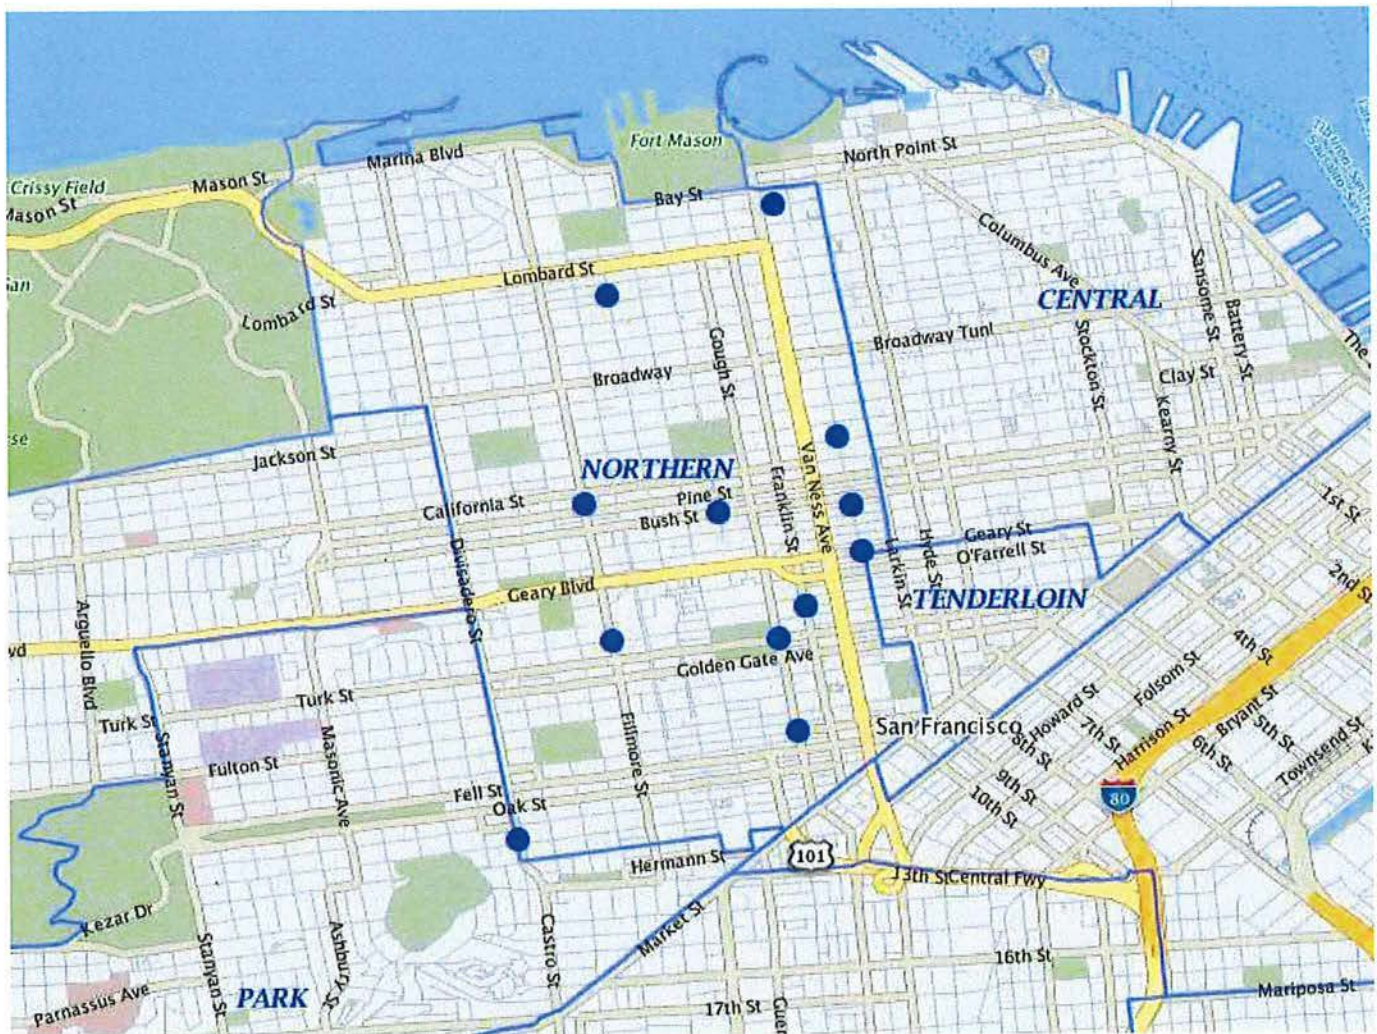 Fort Mason
North Point St
Marina Blvd
Mason St
Crissy Field
Mason St
Bay St
Columbus Ave
Sansome St
Battery St
Lombard St
Lombard St
CENTRAL
Broadway Tunl
Stockton St
Gough St
Broadway
Clay St
The
Kearny St
Jackson St
NORTHERN
Van Ness Ave
Franklin St
California St
Pine St
Bush St
1st St
Geary St
O'Farrell St
Hyde St
Larkin St
Divisadero St
Geary Blvd
TENDERLOIN
2nd St
Arguello Blvd
vd
4th St
Golden Gate Ave
Folsom St
Turk St
Turk St
Howard St
Bryant St
San Francisco
7th St
Harrison St
5th St
8th St
6th St
Townsend St
Stanyan St
Masonic Ave
Fillmore St
Fulton St
9th St
Fell St
Oak St
10th St
80
Hermann St
101
13th St
Central Fwy
Kezar Dr
Market St
Castro St
Ashbury St
Stanyan St
16th St
Parnassus Ave
PARK
17th St
Guer
Mariposa St